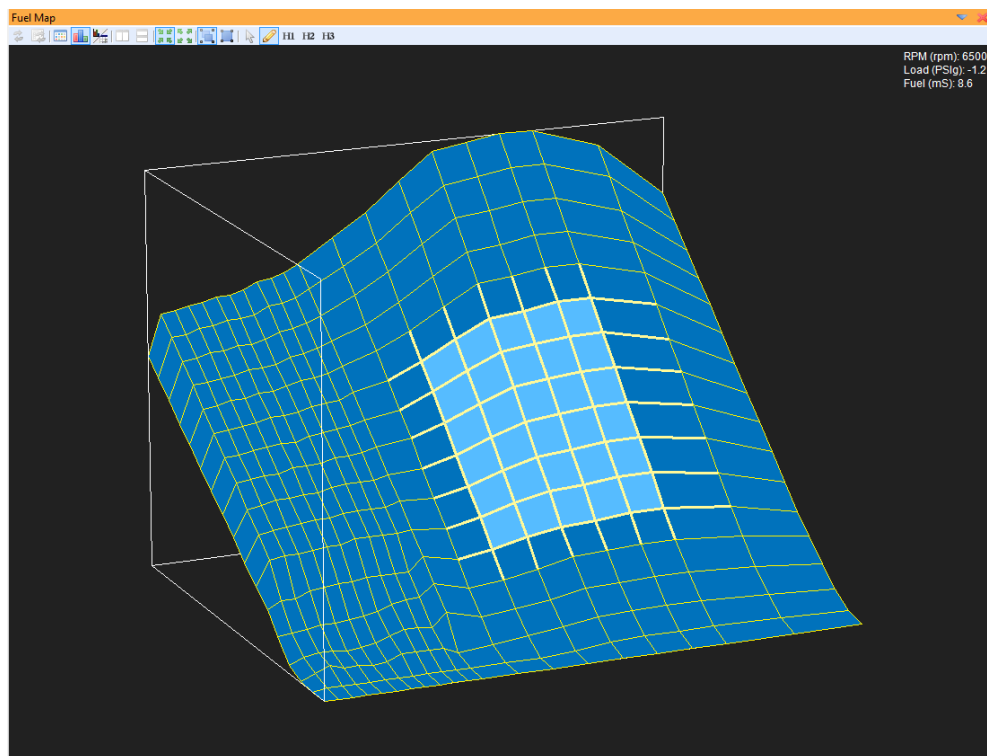 Fuel Map
H1 H2 H3
RPM (rpm): 6500
Load (PSIg): -1.2
Fuel (mS): 8.6